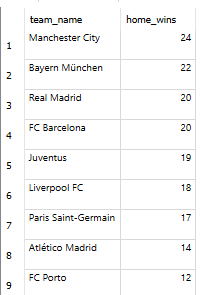 team_name home_wins
1 Manchester City 24
2 Bayern München 22
3 Real Madrid 20
4 FC Barcelona 20
5 Juventus 19
6 Liverpool FC 18
7 Paris Saint-Germain 17
8 Atlético Madrid 14
9 FC Porto 12